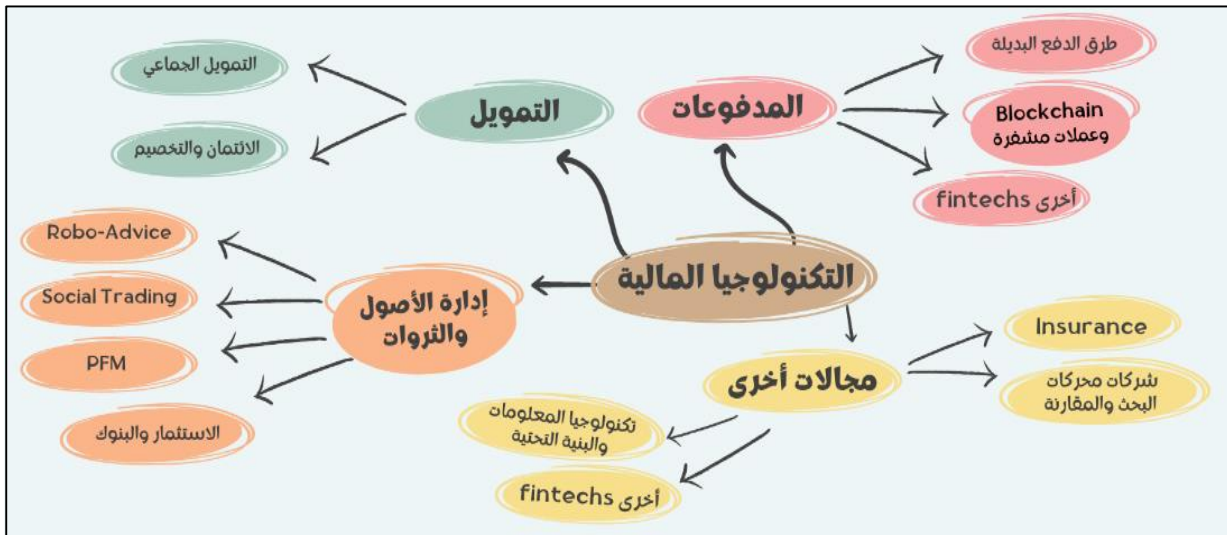 طرق الدفع البديلة
المدفوعات
Blockchain
وعملات مشفرة
أخرى fintechs
التمويل
التمويل الجماعي
الائتمان والتخصيم
التكنولوجيا المالية
إدارة الأصول
والثروات
Robo-Advice
Social Trading
PFM
الاستثمار والبنوك
مجالات أخرى
Insurance
شركات محركات
البحث والمقارنة
تكنولوجيا المعلومات
والبنية التحتية
أخرى fintechs